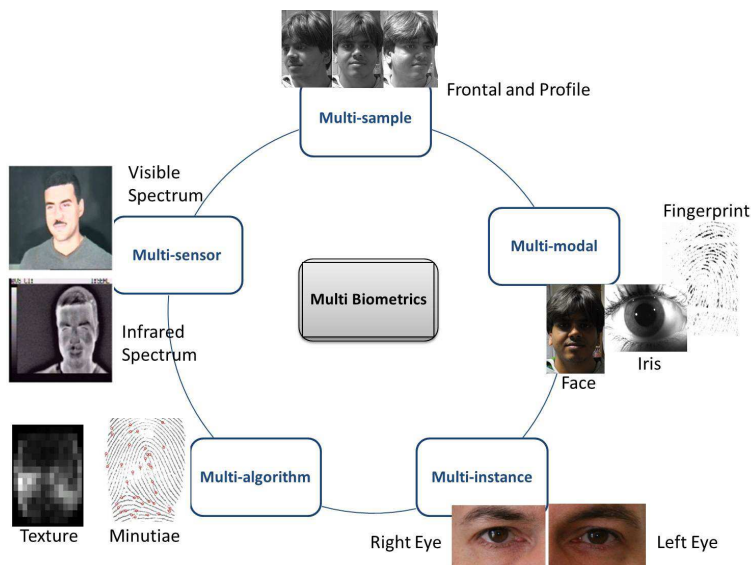 Frontal and Profile
Multi-sample
Visible
Spectrum
Multi-sensor
Infrared
Spectrum
Fingerprint
Multi-modal
Face
Iris
Multi Biometrics
Multi-algorithm
Texture
Minutiae
Multi-instance
Right Eye
Left Eye